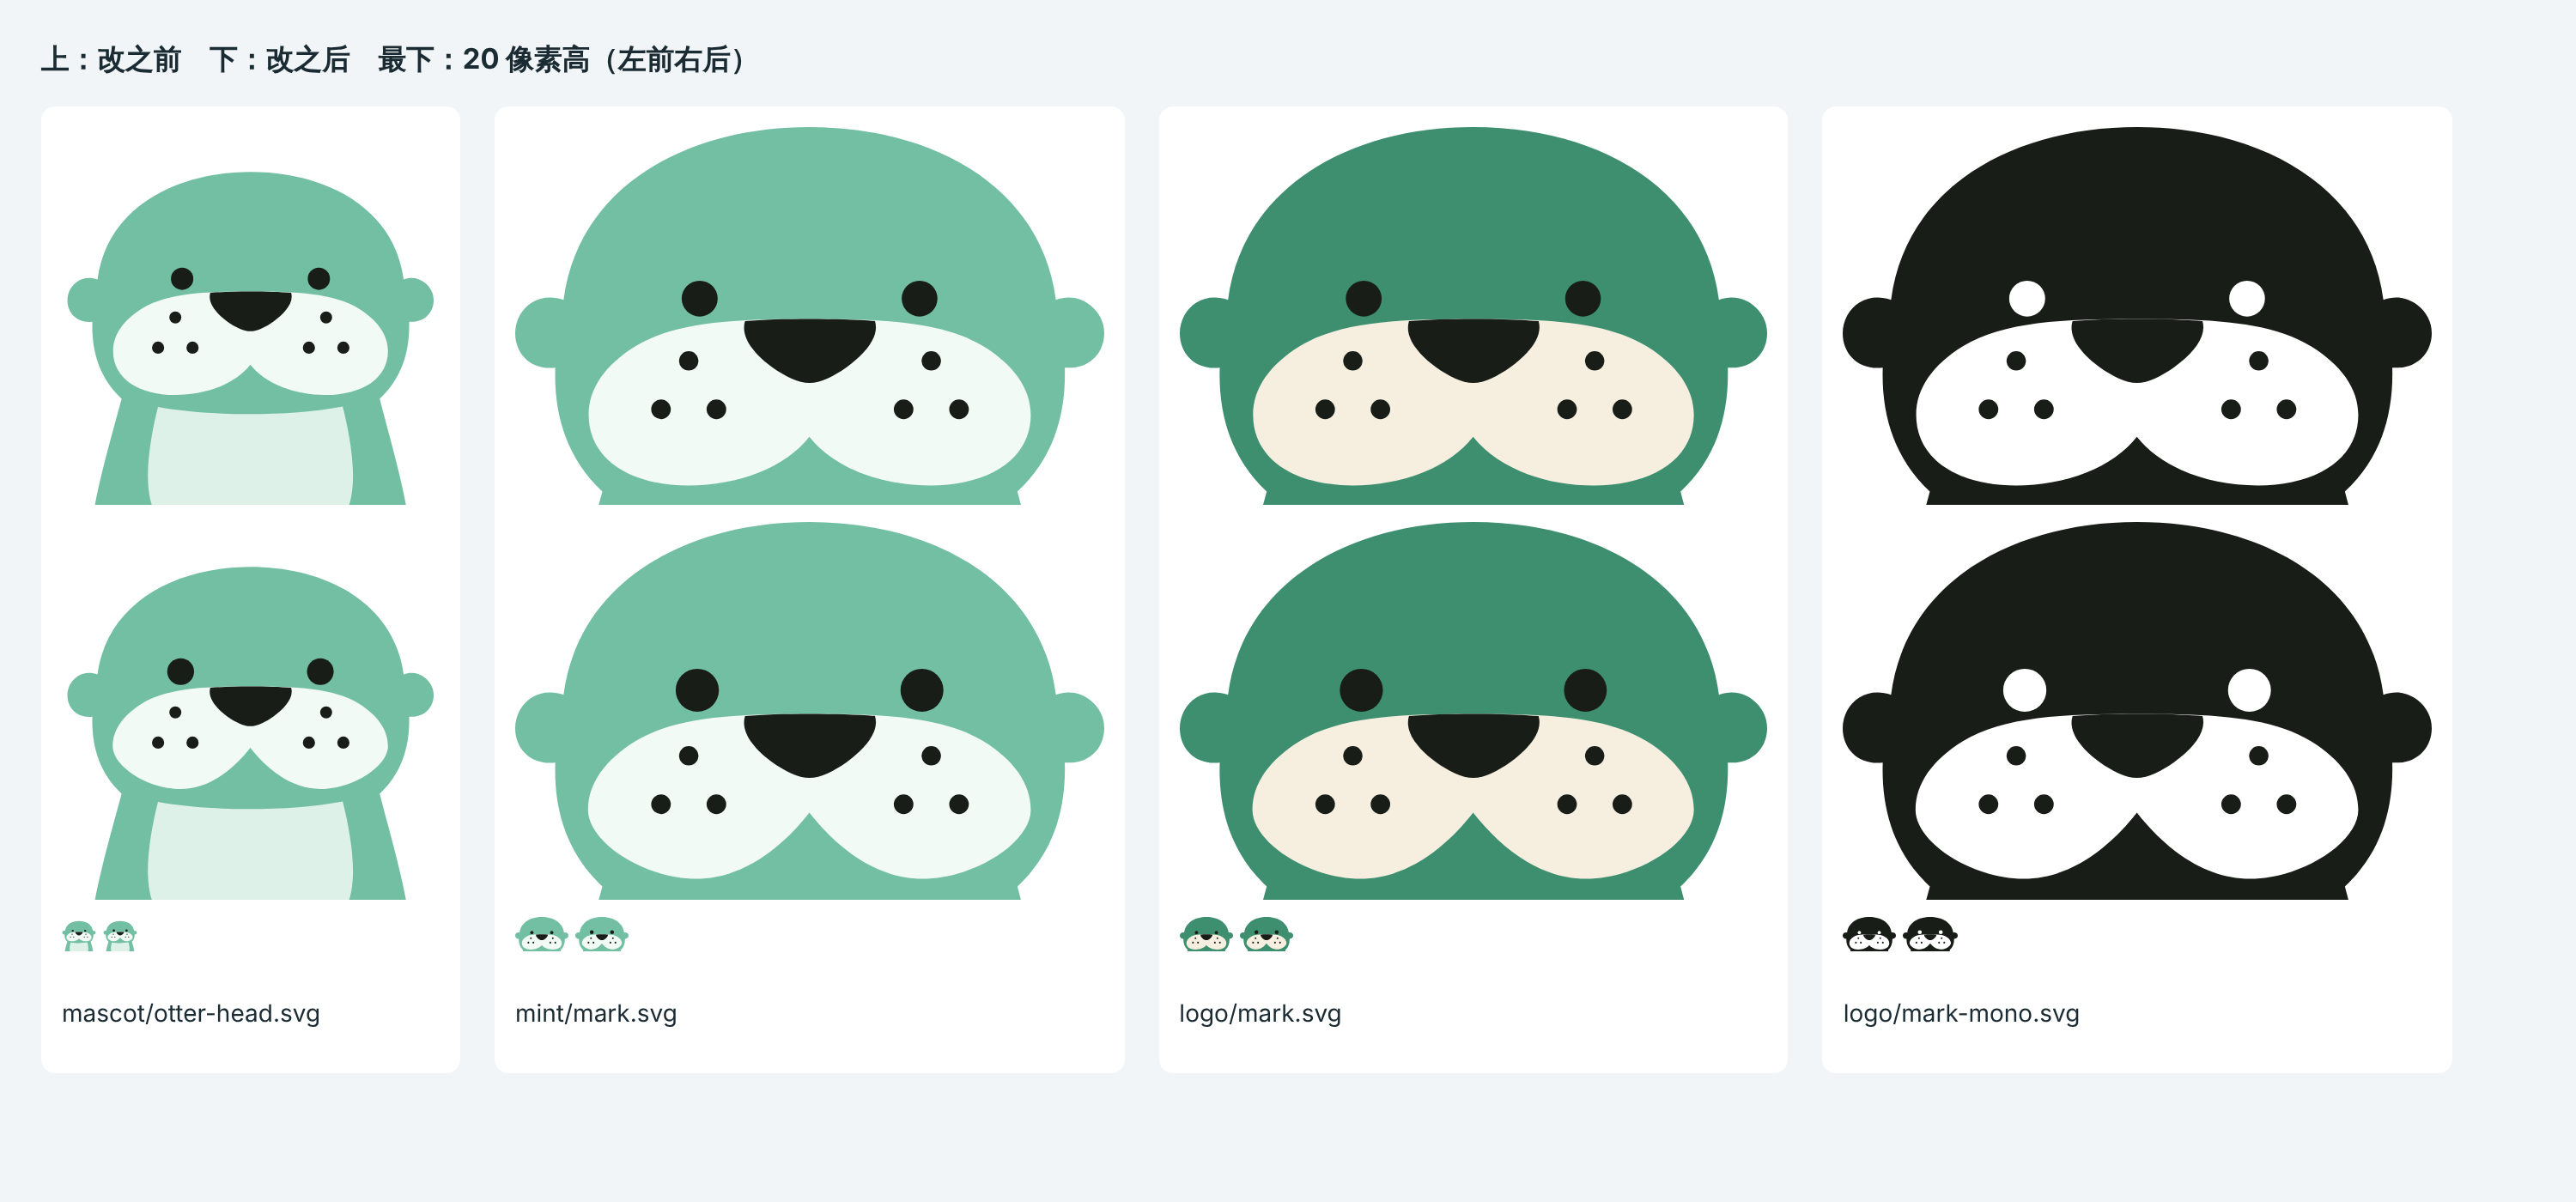 上：改之前　下：改之后　最下：20 像素高（左前右后）
mascot/otter-head.svg
mint/mark.svg
logo/mark.svg
logo/mark-mono.svg